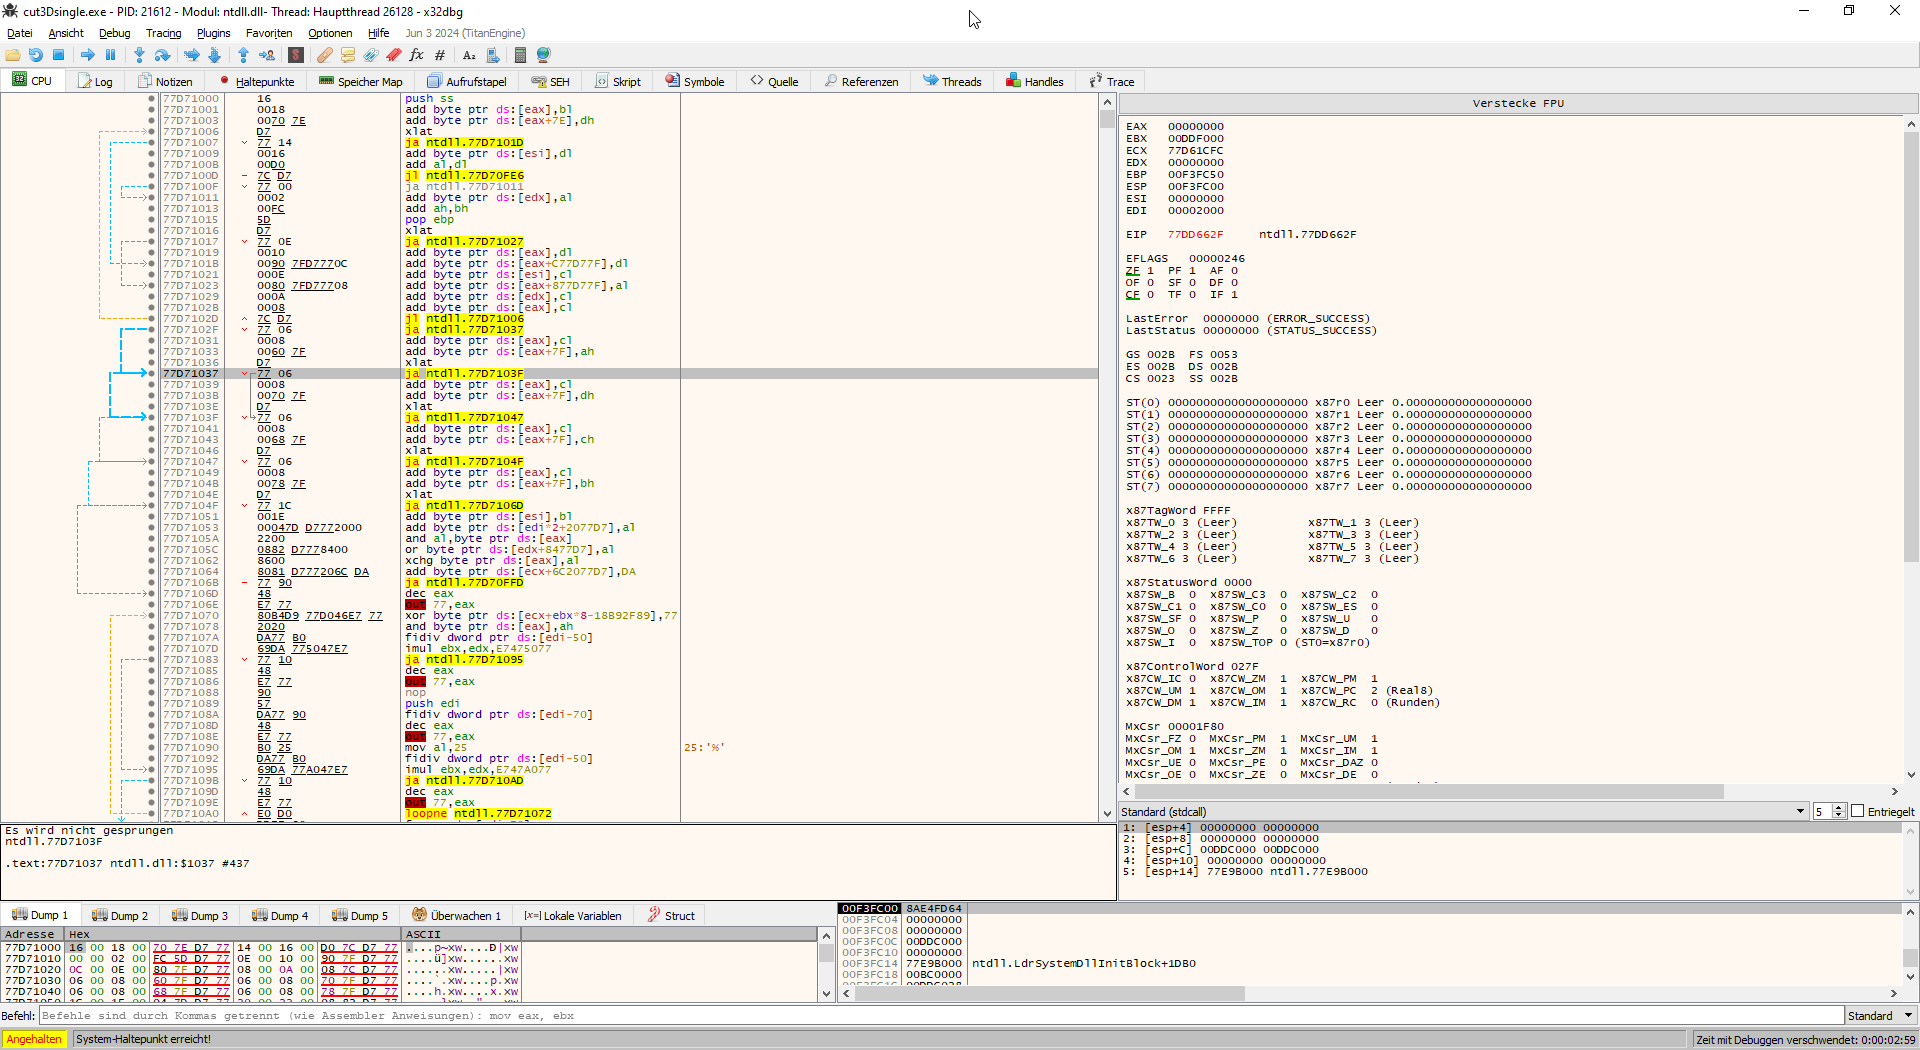 cut3Dsingle.exe - PID: 21612 - Modul: ntdll.dll- Thread: Hauptthread 26128 - x32dbg
Datei Ansicht Debug Tracing Plugins Favoriten Optionen Hilfe Jun 3 2024 (TitanEngine)
CPU Log Notizen Haltepunkte Speicher Map Aufrufstapel SEH Skript Symbole Quelle Referenzen Threads Handles Trace
77D71000 16 push ss
77D71001 0018 add byte ptr ds:[eax],bl
77D71003 0070 7E add byte ptr ds:[eax+7E],dh
77D71006 D7 xlat
77D71007 77 14 ja ntdll.77D7101D
77D71009 0016 add byte ptr ds:[esi],dl
77D7100B 00D0 add al,dl
77D7100D 7C D7 jl ntdll.77D70FE6
77D7100F 77 00 ja ntdll.77D71011
77D71011 0002 add byte ptr ds:[edx],al
77D71013 00FC add ah,bh
77D71015 5D pop ebp
77D71016 D7 xlat
77D71017 77 0E ja ntdll.77D71027
77D71019 0010 add byte ptr ds:[eax],dl
77D7101B 0090 7FD7770C add byte ptr ds:[eax+C77D77F],dl
77D71021 000E add byte ptr ds:[esi],cl
77D71023 0080 7FD77708 add byte ptr ds:[eax+877D77F],al
77D71029 000A add byte ptr ds:[edx],cl
77D7102B 0008 add byte ptr ds:[eax],cl
77D7102D 7C D7 jl ntdll.77D71006
77D7102F 77 06 ja ntdll.77D71037
77D71031 0008 add byte ptr ds:[eax],cl
77D71033 0060 7F add byte ptr ds:[eax+7F],ah
77D71036 D7 xlat
77D71037 77 06 ja ntdll.77D7103F
77D71039 0008 add byte ptr ds:[eax],cl
77D7103B 0070 7F add byte ptr ds:[eax+7F],dh
77D7103E D7 xlat
77D7103F 77 06 ja ntdll.77D71047
77D71041 0008 add byte ptr ds:[eax],cl
77D71043 0068 7F add byte ptr ds:[eax+7F],ch
77D71046 D7 xlat
77D71047 77 06 ja ntdll.77D7104F
77D71049 0008 add byte ptr ds:[eax],cl
77D7104B 0078 7F add byte ptr ds:[eax+7F],bh
77D7104E D7 xlat
77D7104F 77 1C ja ntdll.77D7106D
77D71051 001E add byte ptr ds:[esi],bl
77D71053 00047D D7772000 add byte ptr ds:[edi*2+2077D7],al
77D7105A 2200 and al,byte ptr ds:[eax]
77D7105C 0882 D7778400 or byte ptr ds:[edx+8477D7],al
77D71062 8600 xchg byte ptr ds:[eax],al
77D71064 8081 D777206C DA add byte ptr ds:[ecx+6C2077D7],DA
77D7106B 77 90 ja ntdll.77D70FFD
77D7106D 48 dec eax
77D7106E E7 77 out 77,eax
77D71070 80B4D9 77D046E7 77 xor byte ptr ds:[ecx+ebx*8-18B92F89],77
77D71078 2020 and byte ptr ds:[eax],ah
77D7107A DA77 B0 fidiv dword ptr ds:[edi-50]
77D7107D 69DA 775047E7 imul ebx,edx,E7475077
77D71083 77 10 ja ntdll.77D71095
77D71085 48 dec eax
77D71086 E7 77 out 77,eax
77D71088 90 nop
77D71089 57 push edi
77D7108A DA77 90 fidiv dword ptr ds:[edi-70]
77D7108D 48 dec eax
77D7108E E7 77 out 77,eax
77D71090 B0 25 mov al,25 25:'%'
77D71092 DA77 B0 fidiv dword ptr ds:[edi-50]
77D71095 69DA 77A047E7 imul ebx,edx,E747A077
77D7109B 77 10 ja ntdll.77D710AD
77D7109D 48 dec eax
77D7109E E7 77 out 77,eax
77D710A0 E0 D0 loopne ntdll.77D71072
Es wird nicht gesprungen
ntdll.77D7103F
.text:77D71037 ntdll.dll:$1037 #437
Verstecke FPU
EAX 00000000
EBX 00DDF000
ECX 77D61CFC
EDX 00000000
EBP 00F3FC50
ESP 00F3FC00
ESI 00000000
EDI 00002000
EIP 77DD662F ntdll.77DD662F
EFLAGS 00000246
ZF 1 PF 1 AF 0
OF 0 SF 0 DF 0
CF 0 TF 0 IF 1
LastError 00000000 (ERROR_SUCCESS)
LastStatus 00000000 (STATUS_SUCCESS)
GS 002B FS 0053
ES 002B DS 002B
CS 0023 SS 002B
ST(0) 00000000000000000000 x87r0 Leer 0.000000000000000000
ST(1) 00000000000000000000 x87r1 Leer 0.000000000000000000
ST(2) 00000000000000000000 x87r2 Leer 0.000000000000000000
ST(3) 00000000000000000000 x87r3 Leer 0.000000000000000000
ST(4) 00000000000000000000 x87r4 Leer 0.000000000000000000
ST(5) 00000000000000000000 x87r5 Leer 0.000000000000000000
ST(6) 00000000000000000000 x87r6 Leer 0.000000000000000000
ST(7) 00000000000000000000 x87r7 Leer 0.000000000000000000
x87TagWord FFFF
x87TW_0 3 (Leer) x87TW_1 3 (Leer)
x87TW_2 3 (Leer) x87TW_3 3 (Leer)
x87TW_4 3 (Leer) x87TW_5 3 (Leer)
x87TW_6 3 (Leer) x87TW_7 3 (Leer)
x87StatusWord 0000
x87SW_B 0 x87SW_C3 0 x87SW_C2 0
x87SW_C1 0 x87SW_C0 0 x87SW_ES 0
x87SW_SF 0 x87SW_P 0 x87SW_U 0
x87SW_O 0 x87SW_Z 0 x87SW_D 0
x87SW_I 0 x87SW_TOP 0 (ST0=x87r0)
x87ControlWord 027F
x87CW_IC 0 x87CW_ZM 1 x87CW_PM 1
x87CW_UM 1 x87CW_OM 1 x87CW_PC 2 (Real8)
x87CW_DM 1 x87CW_IM 1 x87CW_RC 0 (Runden)
MxCsr 00001F80
MxCsr_FZ 0 MxCsr_PM 1 MxCsr_UM 1
MxCsr_OM 1 MxCsr_ZM 1 MxCsr_IM 1
MxCsr_UE 0 MxCsr_PE 0 MxCsr_DAZ 0
MxCsr_OE 0 MxCsr_ZE 0 MxCsr_DE 0
Standard (stdcall) 5 Entriegelt
1: [esp+4] 00000000 00000000
2: [esp+8] 00000000 00000000
3: [esp+C] 00DDC000 00DDC000
4: [esp+10] 00000000 00000000
5: [esp+14] 77E9B000 ntdll.77E9B000
Dump 1 Dump 2 Dump 3 Dump 4 Dump 5 Überwachen 1 [x=] Lokale Variablen Struct
Adresse Hex ASCII
77D71000 16 00 18 00 70 7E D7 77 14 00 16 00 D0 7C D7 77 ....p~xw....Ð|xw
77D71010 00 00 02 00 FC 5D D7 77 0E 00 10 00 90 7F D7 77 ....ü]xw......xw
77D71020 0C 00 0E 00 80 7F D7 77 08 00 0A 00 08 7C D7 77 ......xw.....|xw
77D71030 06 00 08 00 60 7F D7 77 06 00 08 00 70 7F D7 77 ....`.xw....p.xw
77D71040 06 00 08 00 68 7F D7 77 06 00 08 00 78 7F D7 77 ....h.xw....x.xw
00F3FC00 8AE4FD64
00F3FC04 00000000
00F3FC08 00000000
00F3FC0C 00DDC000
00F3FC10 00000000
00F3FC14 77E9B000 ntdll.LdrSystemDllInitBlock+1DB0
00F3FC18 00BC0000
Befehl: Befehle sind durch Kommas getrennt (wie Assembler Anweisungen): mov eax, ebx Standard
Angehalten System-Haltepunkt erreicht! Zeit mit Debuggen verschwendet: 0:00:02:59